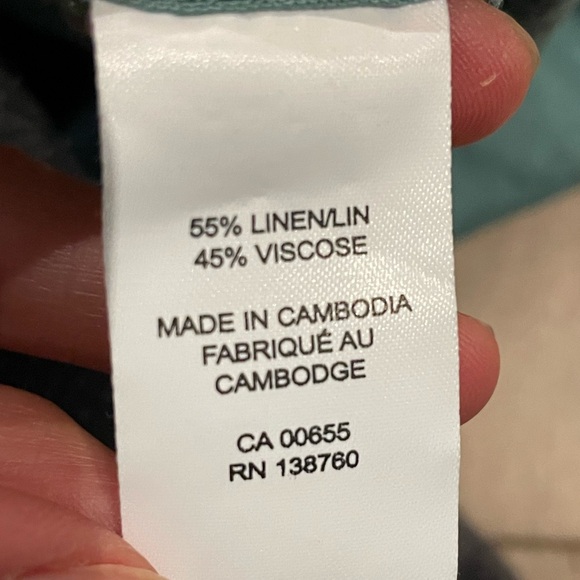 55% LINEN/LIN
45% VISCOSE
MADE IN CAMBODIA
FABRIQUÉ AU
CAMBODGE
CA 00655
RN 138760